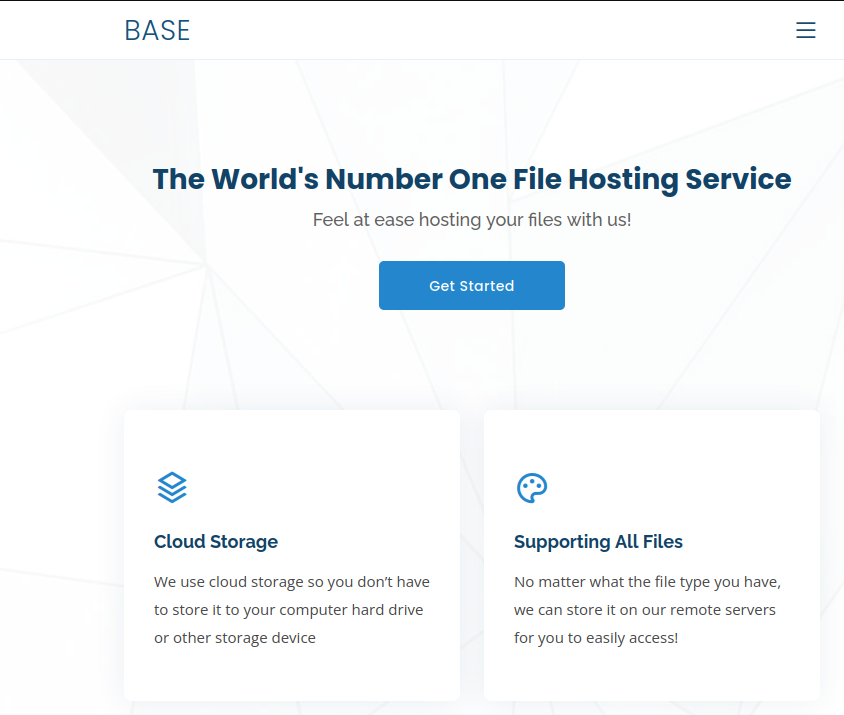 BASE
The World's Number One File Hosting Service
Feel at ease hosting your files with us!
Get Started
Cloud Storage
We use cloud storage so you don’t have
to store it to your computer hard drive
or other storage device
Supporting All Files
No matter what the file type you have,
we can store it on our remote servers
for you to easily access!